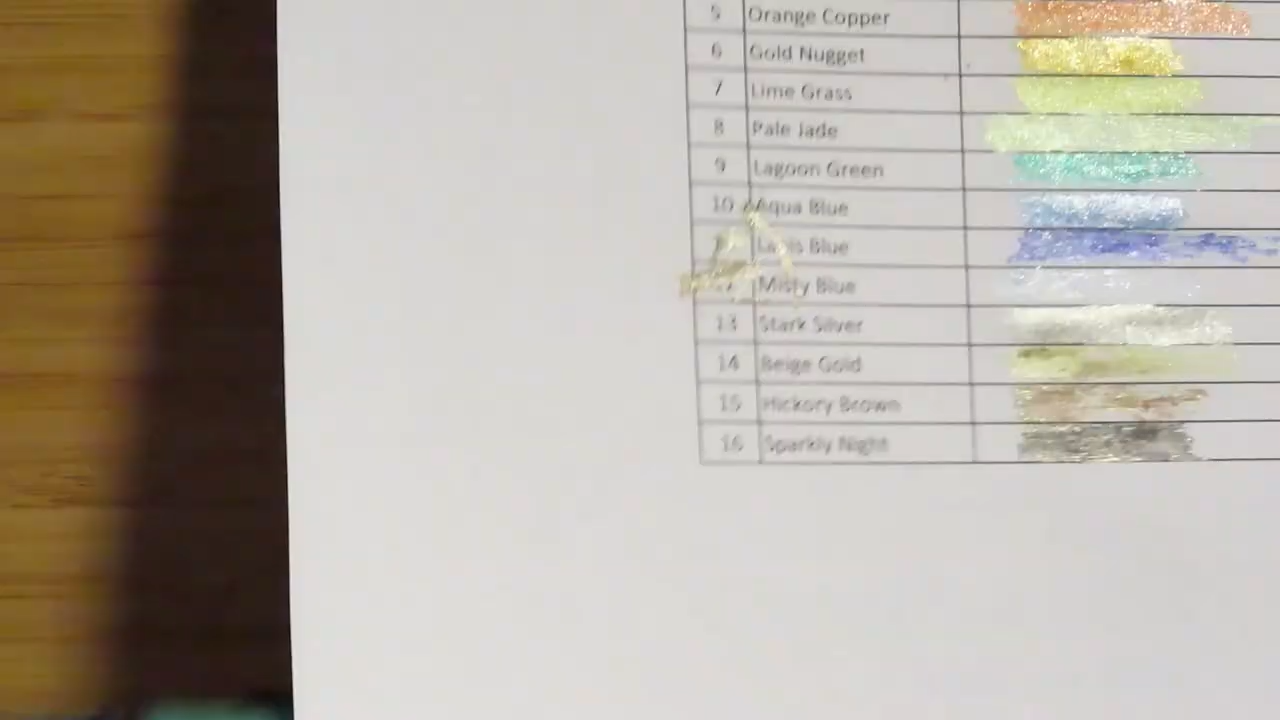 5 Orange Copper
6 Gold Nugget
7 Lime Grass
8 Pale Jade
9 Lagoon Green
10 Aqua Blue
Lapis Blue
Misty Blue
13 Stark Silver
14 Beige Gold
15 Hickory Brown
16 Sparkly Night